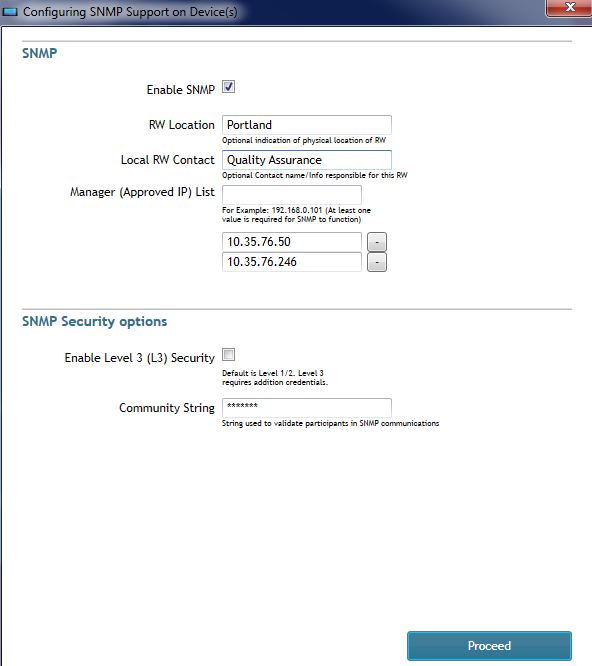 Configuring SNMP Support on Device(s)
SNMP
Enable SNMP
RW Location Portland
Optional indication of physical location of RW
Local RW Contact Quality Assurance
Optional Contact name/Info responsible for this RW
Manager (Approved IP) List
For Example: 192.168.0.101 (At least one
value is required for SNMP to function)
10.35.76.50 -
10.35.76.246 -
SNMP Security options
Enable Level 3 (L3) Security
Default is Level 1/2. Level 3
requires addition credentials.
Community String *******
String used to validate participants in SNMP communications
Proceed